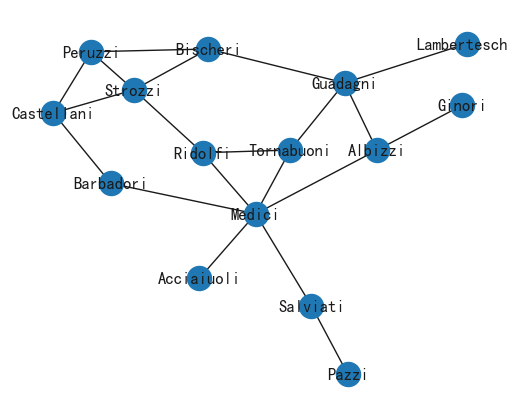 Lambertesch
Bischeri
Peruzzi
Guadagni
Strozzi
Ginori
Castellani
Ridolfi
Tornabuoni
Albizzi
Barbadori
Medici
Acciaiuoli
Salviati
Pazzi